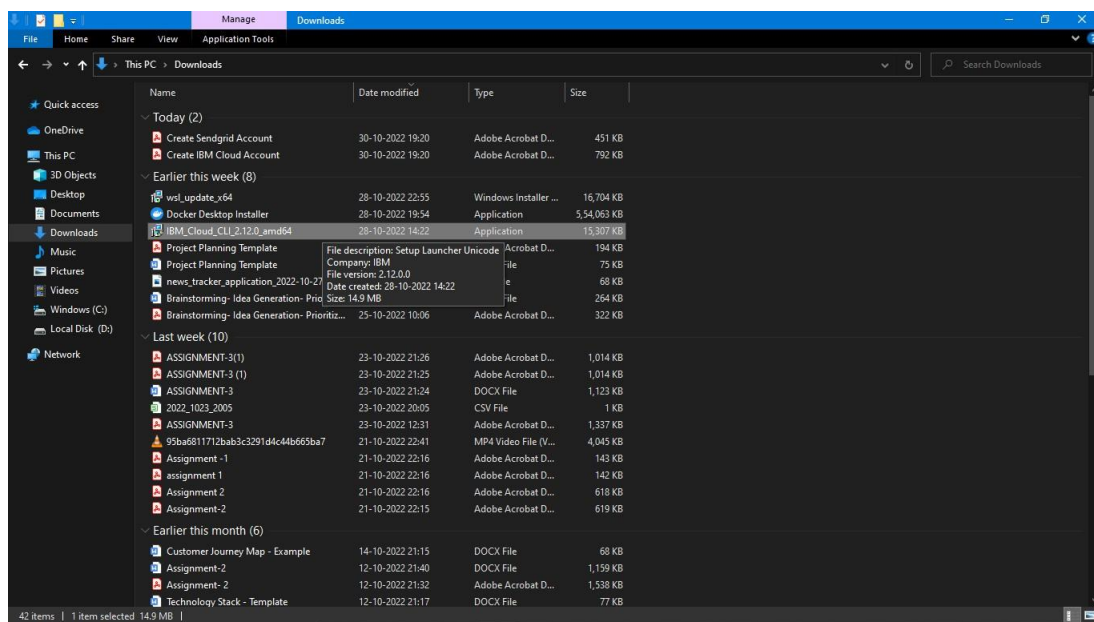 Manage Downloads
File Home Share View Application Tools
This PC > Downloads
Search Downloads
Name Date modified Type Size
Quick access
OneDrive
This PC
3D Objects
Desktop
Documents
Downloads
Music
Pictures
Videos
Windows (C:)
Local Disk (D:)
Network
Today (2)
Create Sendgrid Account 30-10-2022 19:20 Adobe Acrobat D... 451 KB
Create IBM Cloud Account 30-10-2022 19:20 Adobe Acrobat D... 792 KB
Earlier this week (8)
wsl_update_x64 28-10-2022 22:55 Windows Installer ... 16,704 KB
Docker Desktop Installer 28-10-2022 19:54 Application 5,54,063 KB
IBM_Cloud_CLI_2.12.0_amd64 28-10-2022 14:22 Application 15,307 KB
Project Planning Template Acrobat D... 194 KB
Project Planning Template File 75 KB
news_tracker_application_2022-10-27 68 KB
Brainstorming- Idea Generation- Prio File 264 KB
Brainstorming- Idea Generation- Prioritiz... 25-10-2022 10:06 Adobe Acrobat D... 322 KB
File description: Setup Launcher Unicode
Company: IBM
File version: 2.12.0.0
Date created: 28-10-2022 14:22
Size: 14.9 MB
Last week (10)
ASSIGNMENT-3(1) 23-10-2022 21:26 Adobe Acrobat D... 1,014 KB
ASSIGNMENT-3 (1) 23-10-2022 21:25 Adobe Acrobat D... 1,014 KB
ASSIGNMENT-3 23-10-2022 21:24 DOCX File 1,123 KB
2022_1023_2005 23-10-2022 20:05 CSV File 1 KB
ASSIGNMENT-3 23-10-2022 12:31 Adobe Acrobat D... 1,337 KB
95ba6811712bab3c3291d4c44b665ba7 21-10-2022 22:41 MP4 Video File (V... 4,045 KB
Assignment -1 21-10-2022 22:16 Adobe Acrobat D... 143 KB
assignment 1 21-10-2022 22:16 Adobe Acrobat D... 142 KB
Assignment 2 21-10-2022 22:16 Adobe Acrobat D... 618 KB
Assignment-2 21-10-2022 22:15 Adobe Acrobat D... 619 KB
Earlier this month (6)
Customer Journey Map - Example 14-10-2022 21:15 DOCX File 68 KB
Assignment-2 12-10-2022 21:40 DOCX File 1,159 KB
Assignment- 2 12-10-2022 21:32 Adobe Acrobat D... 1,538 KB
Technology Stack - Template 12-10-2022 21:17 DOCX File 77 KB
42 items 1 item selected 14.9 MB